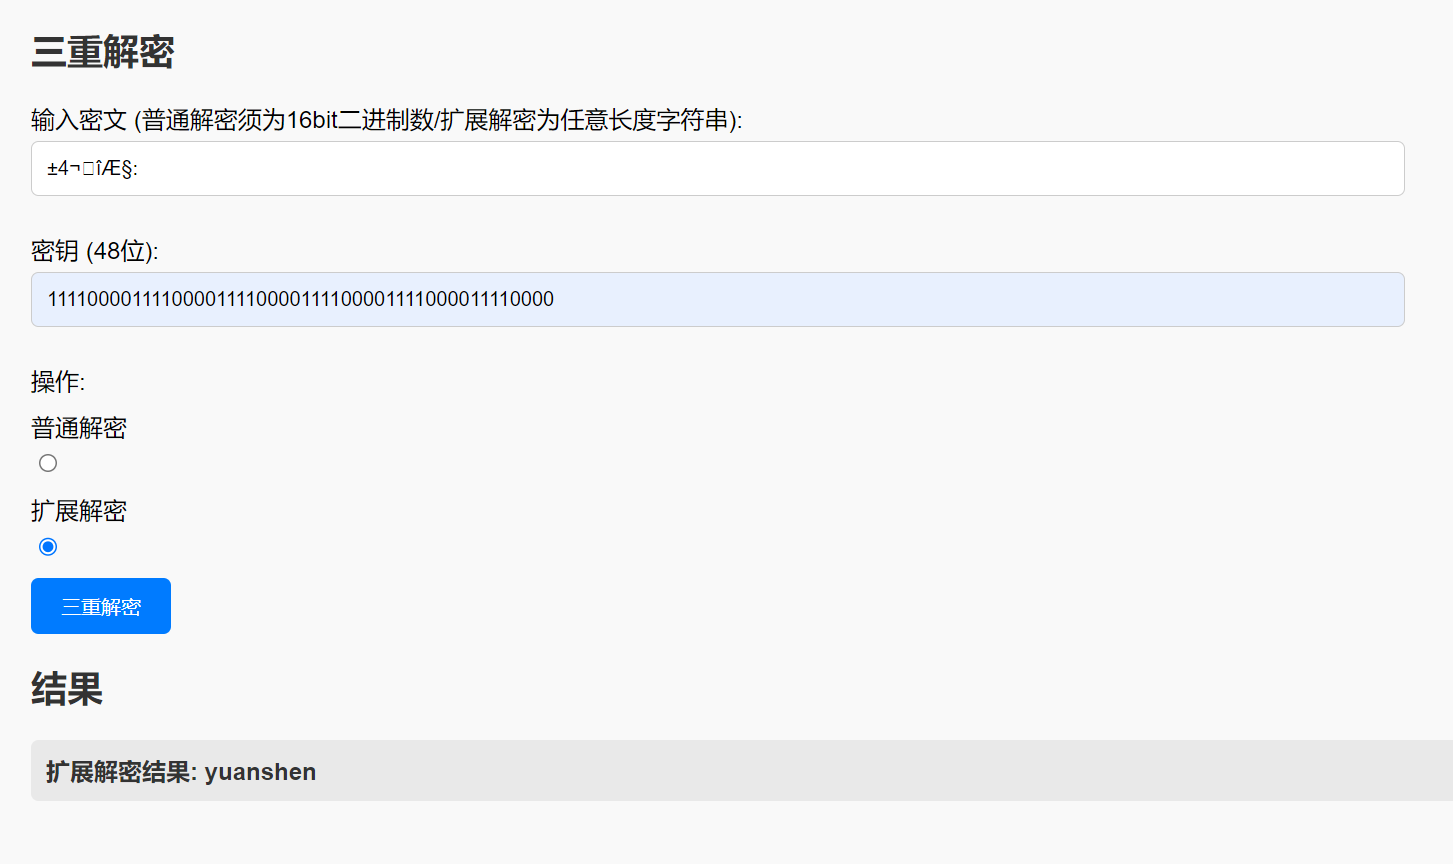 三重解密
输入密文 (普通解密须为16bit二进制数/扩展解密为任意长度字符串):
±4¬□îÆ§:
密钥 (48位):
111100001111000011110000111100001111000011110000
操作:
普通解密
扩展解密
三重解密
结果
扩展解密结果: yuanshen